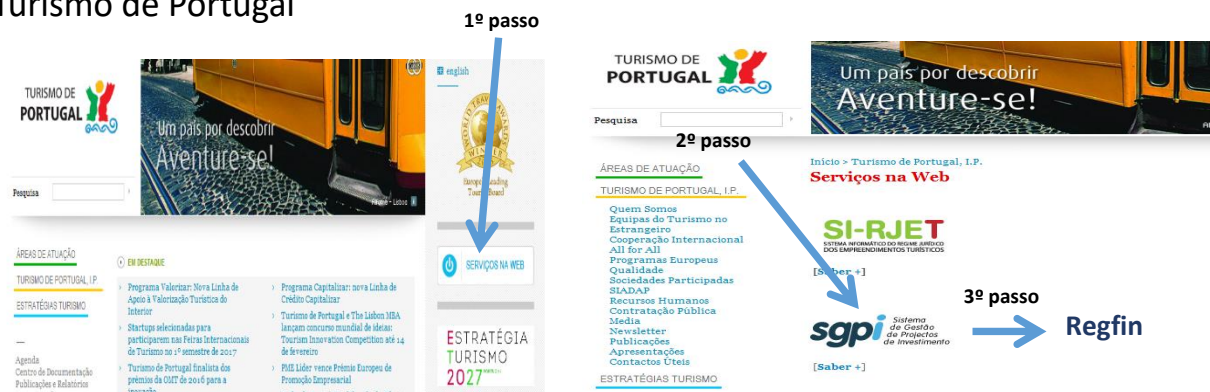 Turismo de Portugal
1º passo
TURISMO DE
PORTUGAL
Um país por descobrir
Aventure-se!
english
WINNER
Tourist Board
Pesquisa
SERVIÇOS NA WEB
ÁREAS DE ATUAÇÃO
TURISMO DE PORTUGAL, I.P.
ESTRATÉGIAS TURISMO
EM DESTAQUE
Programa Valorizar: Nova Linha de
Apoio à Valorização Turística do
Interior
Startups selecionadas para
participarem nas Feiras Internacionais
de Turismo no 1º semestre de 2017
Turismo de Portugal finalista dos
prémios da OMT de 2016 para a
Programa Capitalizar: nova Linha de
Crédito Capitalizar
Turismo de Portugal e The Lisbon MBA
lançam concurso mundial de ideias:
Tourism Innovation Competition até 14
de fevereiro
PME Líder vence Prémio Europeu de
Promoção Empresarial
Agenda
Centro de Documentação
Publicações e Relatórios
ESTRATÉGIA
TURISMO
2027
TURISMO DE
PORTUGAL
Um país por descobrir
Aventure-se!
Pesquisa
2º passo
ÁREAS DE ATUAÇÃO
TURISMO DE PORTUGAL, I.P.
Quem Somos
Equipas do Turismo no
Estrangeiro
Cooperação Internacional
All for All
Programas Europeus
Qualidade
Sociedades Participadas
SIADAP
Recursos Humanos
Contratação Pública
Media
Newsletter
Publicações
Apresentações
Contactos Úteis
ESTRATÉGIAS TURISMO
Início > Turismo de Portugal, I.P.
Serviços na Web
SI-RJET
SISTEMA INFORMÁTICO DO REGIME JURÍDICO
DOS EMPREENDIMENTOS TURÍSTICOS
[Saber +]
sgpi Sistema
de Gestão
de Projectos
de Investimento
[Saber +]
3º passo
Regfin